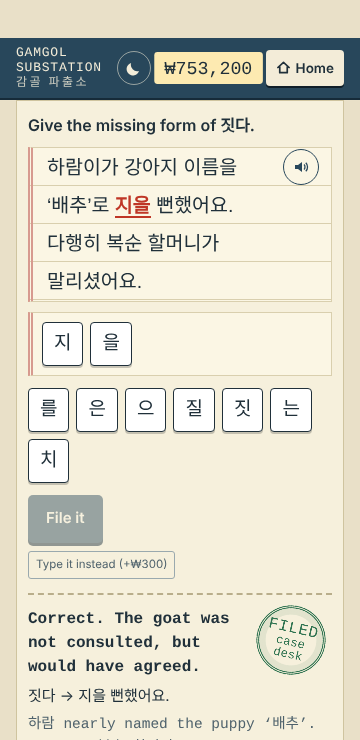 GAMGOL
SUBSTATION
감골 파출소
₩753,200
Home
Give the missing form of 짓다.
하람이가 강아지 이름을
‘배추’로 지을 뻔했어요.
다행히 복순 할머니가
말리셨어요.
지 을
를 은 으 질 짓 는
치
File it
Type it instead (+₩300)
Correct. The goat was
not consulted, but
would have agreed.
FILED
case
desk
짓다 → 지을 뻔했어요.
하람 nearly named the puppy ‘배추’.